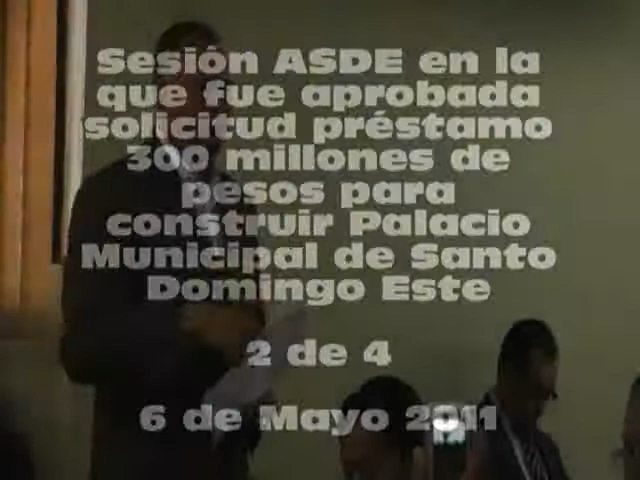 Sesión ASDE en la
que fue aprobada
solicitud préstamo
300 millones de
pesos para
construir Palacio
Municipal de Santo
Domingo Este
2 de 4
6 de Mayo 2011